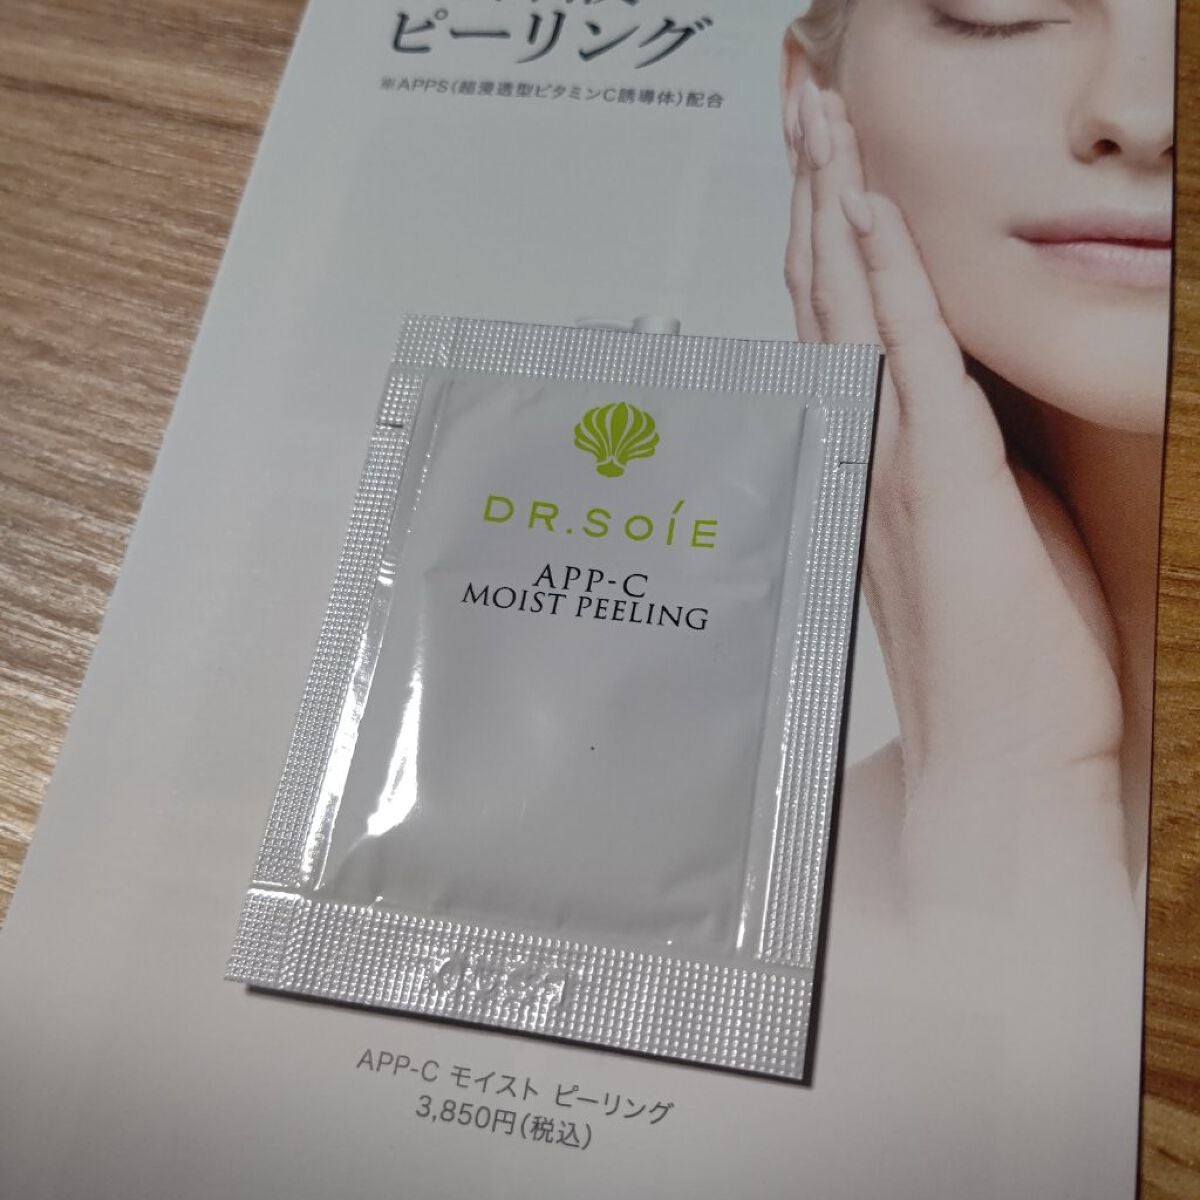 ピーリング
※APPS(超浸透型ビタミンC誘導体)配合
DR.SOÍE
APP-C
MOIST PEELING
APP-C モイスト ピーリング
3,850円(税込)